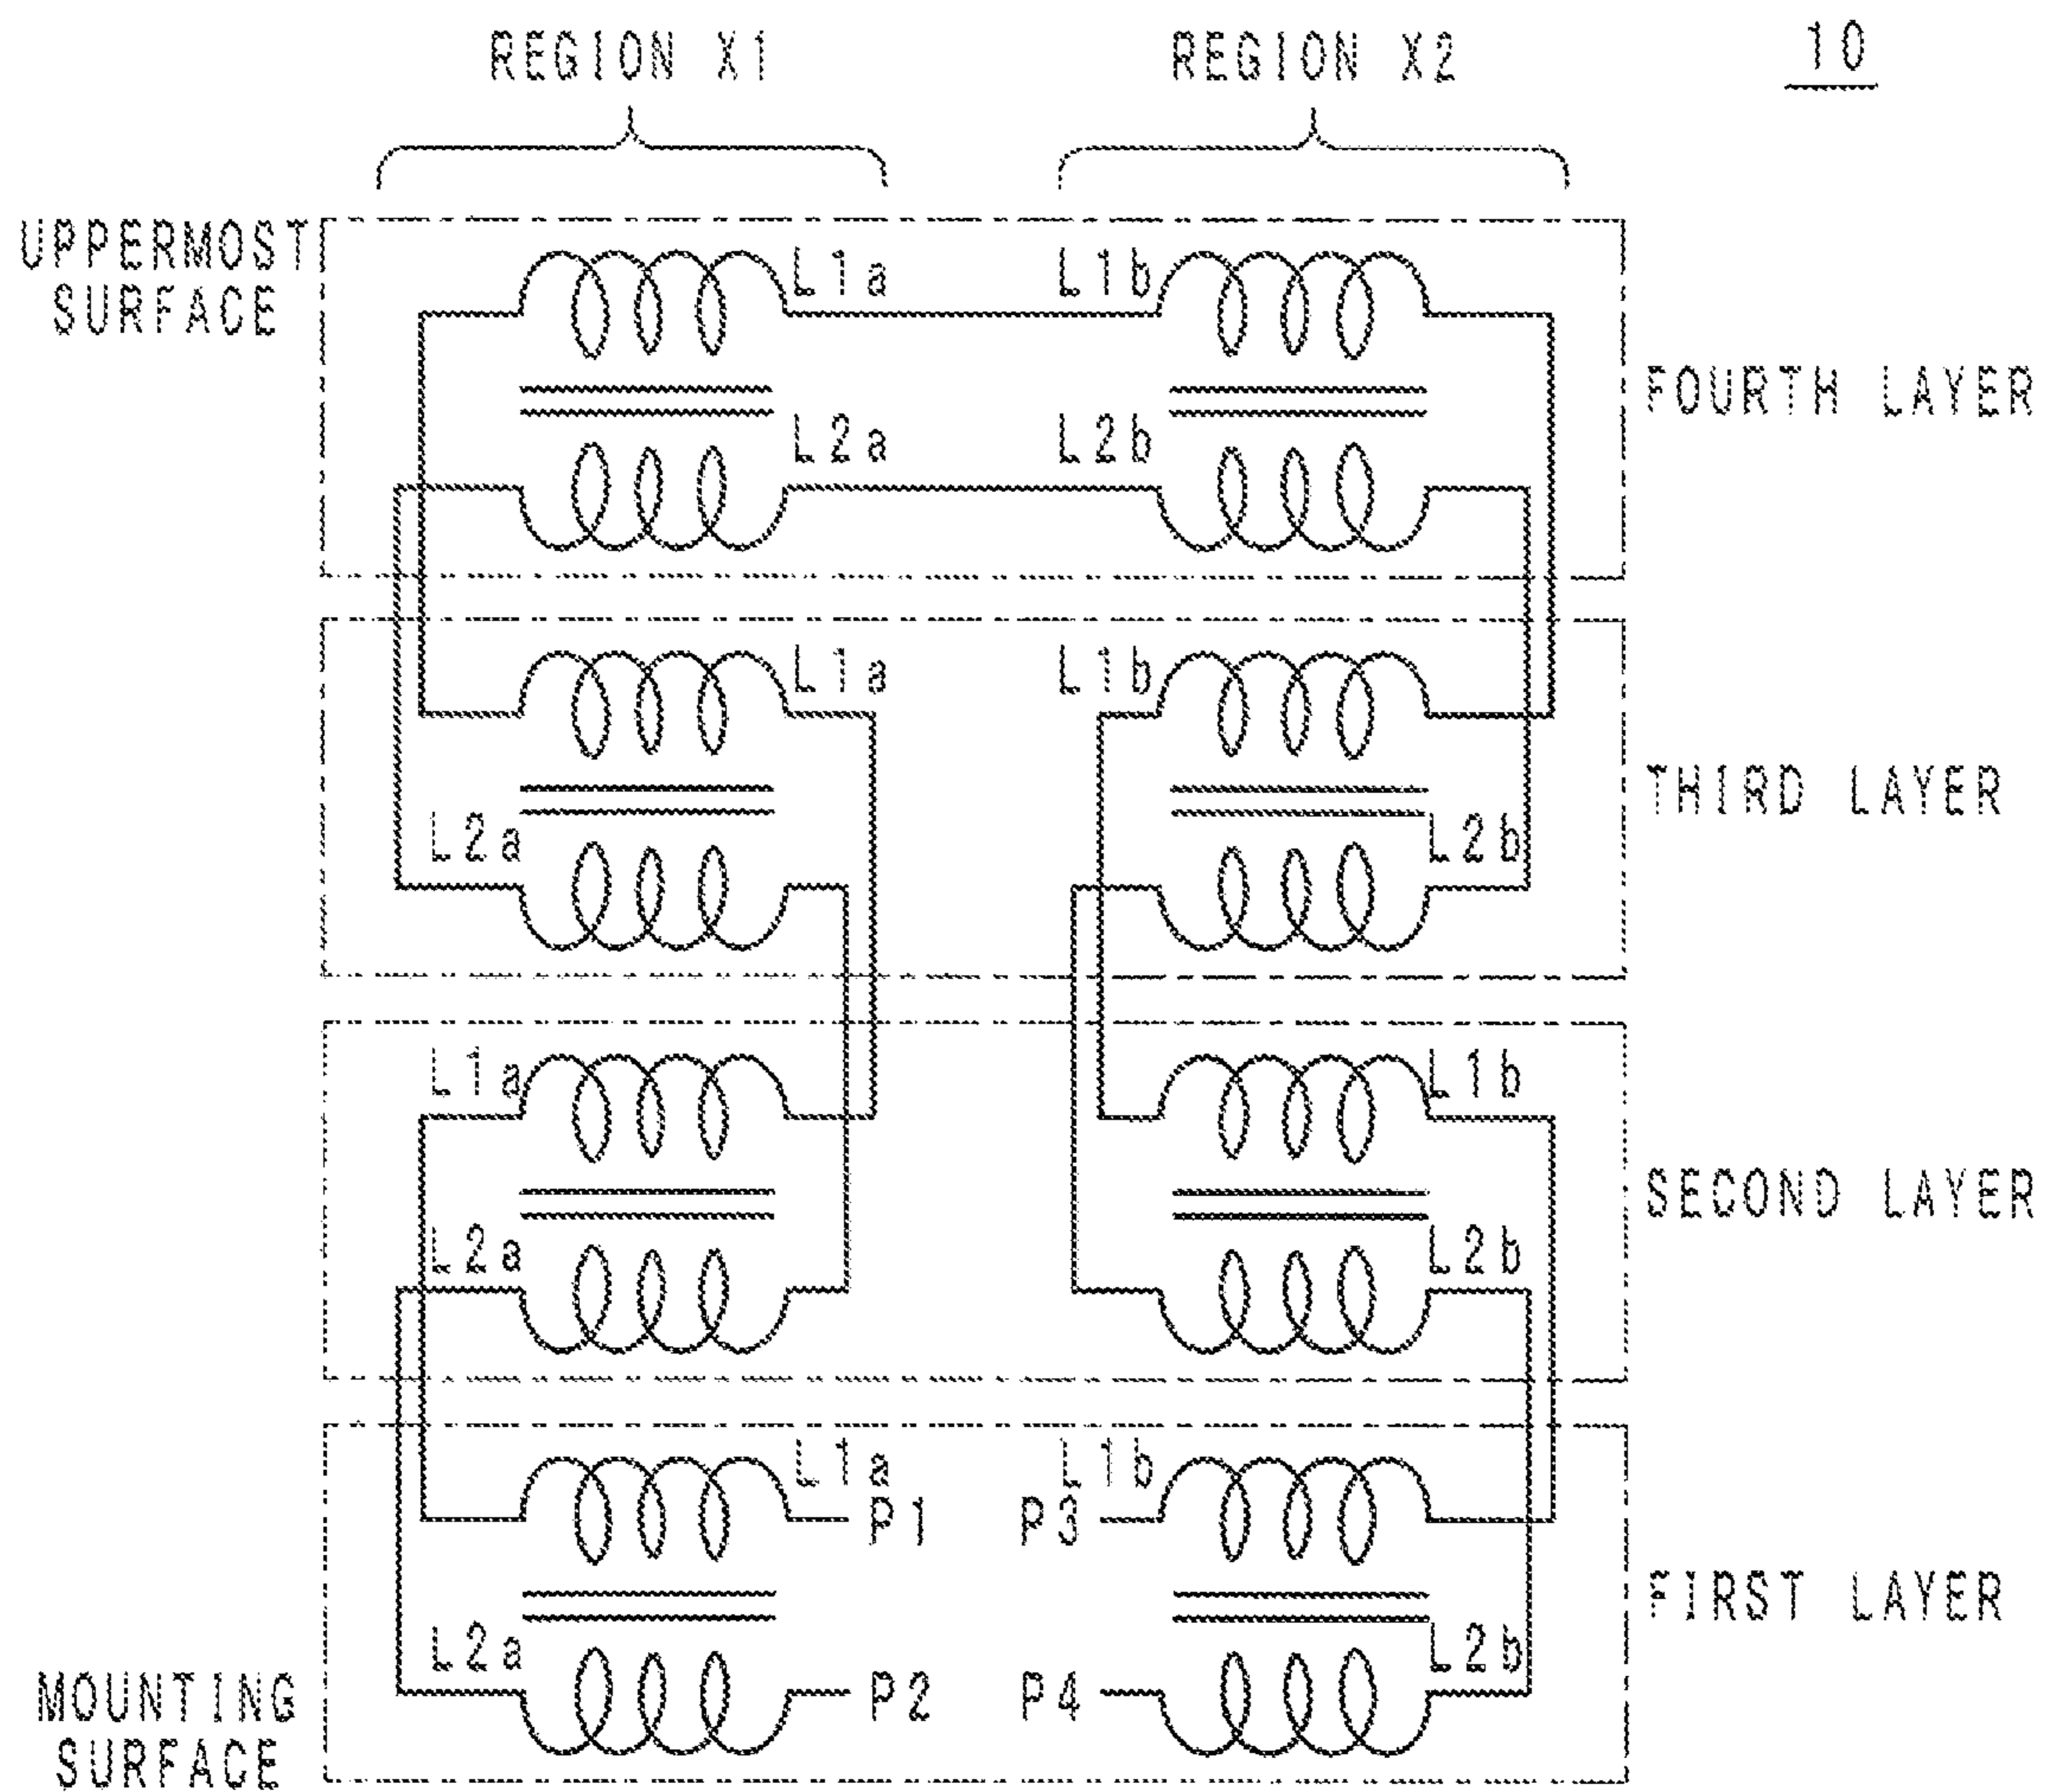 REGION X1
REGION X2
10
UPPERMOST
SURFACE
L1a
L1b
L2a
L2b
FOURTH LAYER
L1a
L1b
L2a
L2b
THIRD LAYER
L1a
L1b
L2a
L2b
SECOND LAYER
L1a
L1b
P1
P3
L2a
L2b
FIRST LAYER
P2
P4
MOUNTING
SURFACE